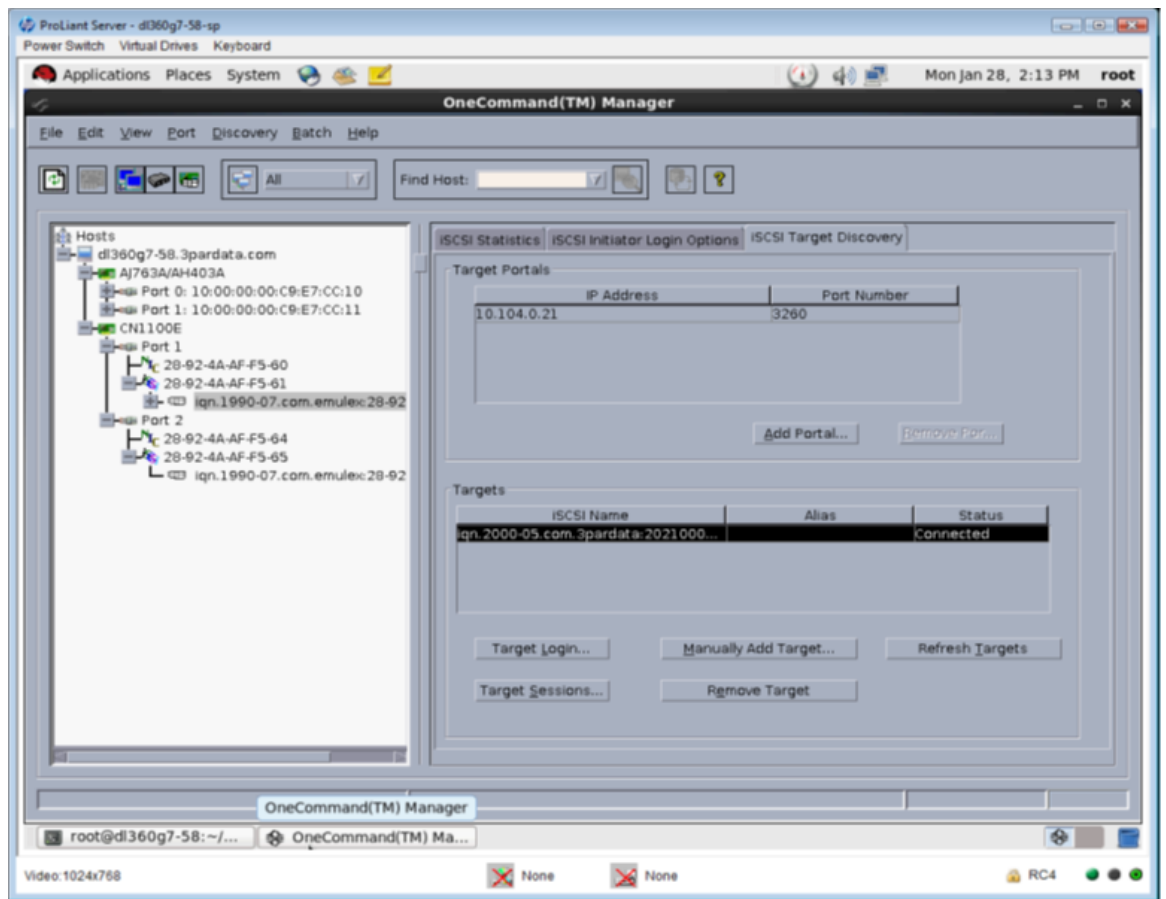 ProLiant Server - dl360g7-58-sp
Power Switch Virtual Drives Keyboard
Applications Places System Mon Jan 28, 2:13 PM root
OneCommand(TM) Manager
File Edit View Port Discovery Batch Help
All Find Host:
Hosts
dl360g7-58.3pardata.com
AJ763A/AH403A
Port 0: 10:00:00:00:C9:E7:CC:10
Port 1: 10:00:00:00:C9:E7:CC:11
CN1100E
Port 1
28-92-4A-AF-F5-60
28-92-4A-AF-F5-61
iqn.1990-07.com.emulex:28-92
Port 2
28-92-4A-AF-F5-64
28-92-4A-AF-F5-65
iqn.1990-07.com.emulex:28-92
iSCSI Statistics iSCSI Initiator Login Options iSCSI Target Discovery
Target Portals
IP Address Port Number
10.104.0.21 3260
Add Portal... Remove Por...
Targets
iSCSI Name Alias Status
iqn.2000-05.com.3pardata:2021000... Connected
Target Login... Manually Add Target... Refresh Targets
Target Sessions... Remove Target
OneCommand(TM) Manager
root@dl360g7-58:~/... OneCommand(TM) Ma...
Video:1024x768 None None RC4